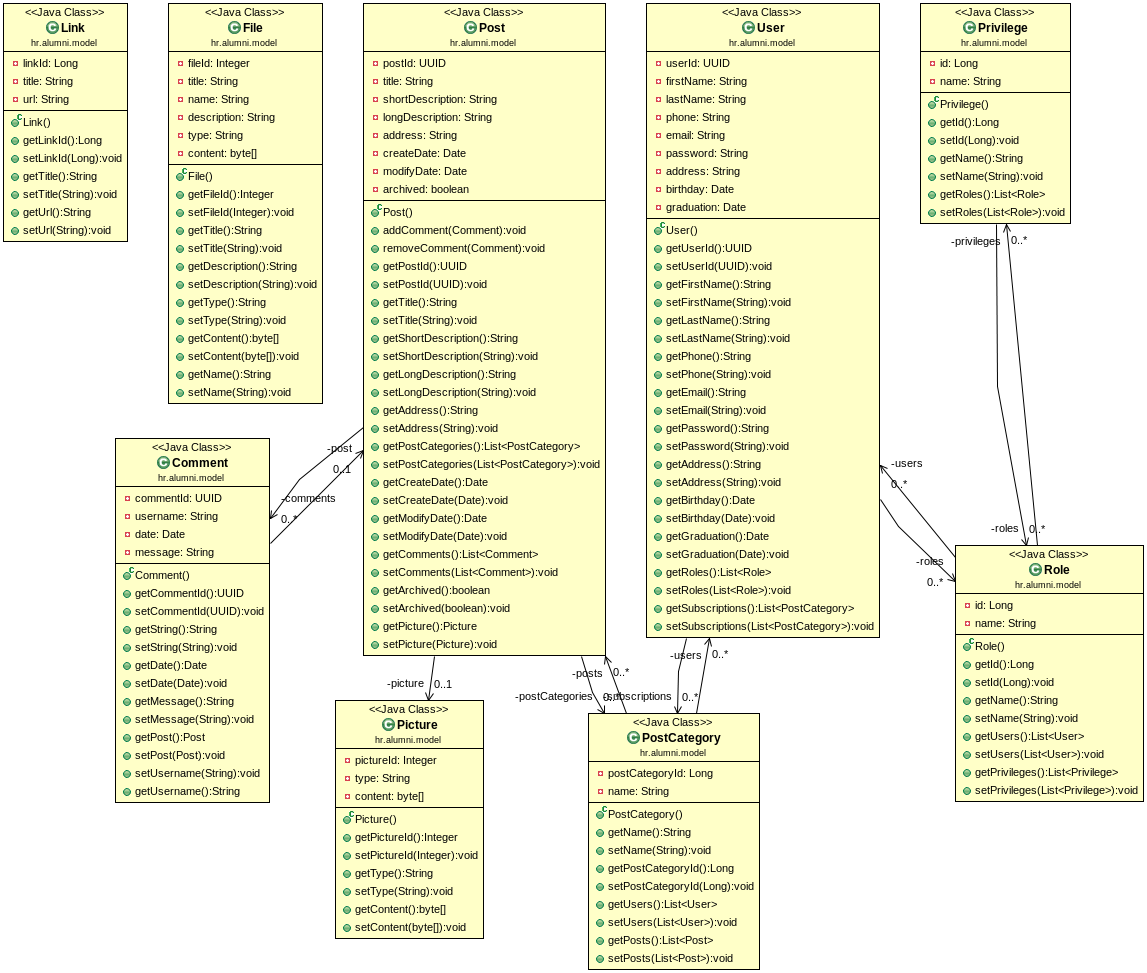 <<Java Class>>
Link
hr.alumni.model
linkId: Long
title: String
url: String
Link()
getLinkId():Long
setLinkId(Long):void
getTitle():String
setTitle(String):void
getUrl():String
setUrl(String):void
<<Java Class>>
File
hr.alumni.model
fileId: Integer
title: String
name: String
description: String
type: String
content: byte[]
File()
getFileId():Integer
setFileId(Integer):void
getTitle():String
setTitle(String):void
getDescription():String
setDescription(String):void
getType():String
setType(String):void
getContent():byte[]
setContent(byte[]):void
getName():String
setName(String):void
<<Java Class>>
Post
hr.alumni.model
postId: UUID
title: String
shortDescription: String
longDescription: String
address: String
createDate: Date
modifyDate: Date
archived: boolean
Post()
addComment(Comment):void
removeComment(Comment):void
getPostId():UUID
setPostId(UUID):void
getTitle():String
setTitle(String):void
getShortDescription():String
setShortDescription(String):void
getLongDescription():String
setLongDescription(String):void
getAddress():String
setAddress(String):void
getPostCategories():List<PostCategory>
setPostCategories(List<PostCategory>):void
getCreateDate():Date
setCreateDate(Date):void
getModifyDate():Date
setModifyDate(Date):void
getComments():List<Comment>
setComments(List<Comment>):void
getArchived():boolean
setArchived(boolean):void
getPicture():Picture
setPicture(Picture):void
<<Java Class>>
User
hr.alumni.model
userId: UUID
firstName: String
lastName: String
phone: String
email: String
password: String
address: String
birthday: Date
graduation: Date
User()
getUserId():UUID
setUserId(UUID):void
getFirstName():String
setFirstName(String):void
getLastName():String
setLastName(String):void
getPhone():String
setPhone(String):void
getEmail():String
setEmail(String):void
getPassword():String
setPassword(String):void
getAddress():String
setAddress(String):void
getBirthday():Date
setBirthday(Date):void
getGraduation():Date
setGraduation(Date):void
getRoles():List<Role>
setRoles(List<Role>):void
getSubscriptions():List<PostCategory>
setSubscriptions(List<PostCategory>):void
<<Java Class>>
Privilege
hr.alumni.model
id: Long
name: String
Privilege()
getId():Long
setId(Long):void
getName():String
setName(String):void
getRoles():List<Role>
setRoles(List<Role>):void
-privileges
0..*
-roles
0..*
-users
0..*
-roles
0..*
-post
0..1
-comments
0..*
<<Java Class>>
Comment
hr.alumni.model
commentId: UUID
username: String
date: Date
message: String
Comment()
getCommentId():UUID
setCommentId(UUID):void
getString():String
setString(String):void
getDate():Date
setDate(Date):void
getMessage():String
setMessage(String):void
getPost():Post
setPost(Post):void
setUsername(String):void
getUsername():String
<<Java Class>>
Role
hr.alumni.model
id: Long
name: String
Role()
getId():Long
setId(Long):void
getName():String
setName(String):void
getUsers():List<User>
setUsers(List<User>):void
getPrivileges():List<Privilege>
setPrivileges(List<Privilege>):void
-picture
0..1
-posts
0..*
-postCategories
-users
0..*
0..*
<<Java Class>>
Picture
hr.alumni.model
pictureId: Integer
type: String
content: byte[]
Picture()
getPictureId():Integer
setPictureId(Integer):void
getType():String
setType(String):void
getContent():byte[]
setContent(byte[]):void
<<Java Class>>
PostCategory
hr.alumni.model
postCategoryId: Long
name: String
PostCategory()
getName():String
setName(String):void
getPostCategoryId():Long
setPostCategoryId(Long):void
getUsers():List<User>
setUsers(List<User>):void
getPosts():List<Post>
setPosts(List<Post>):void